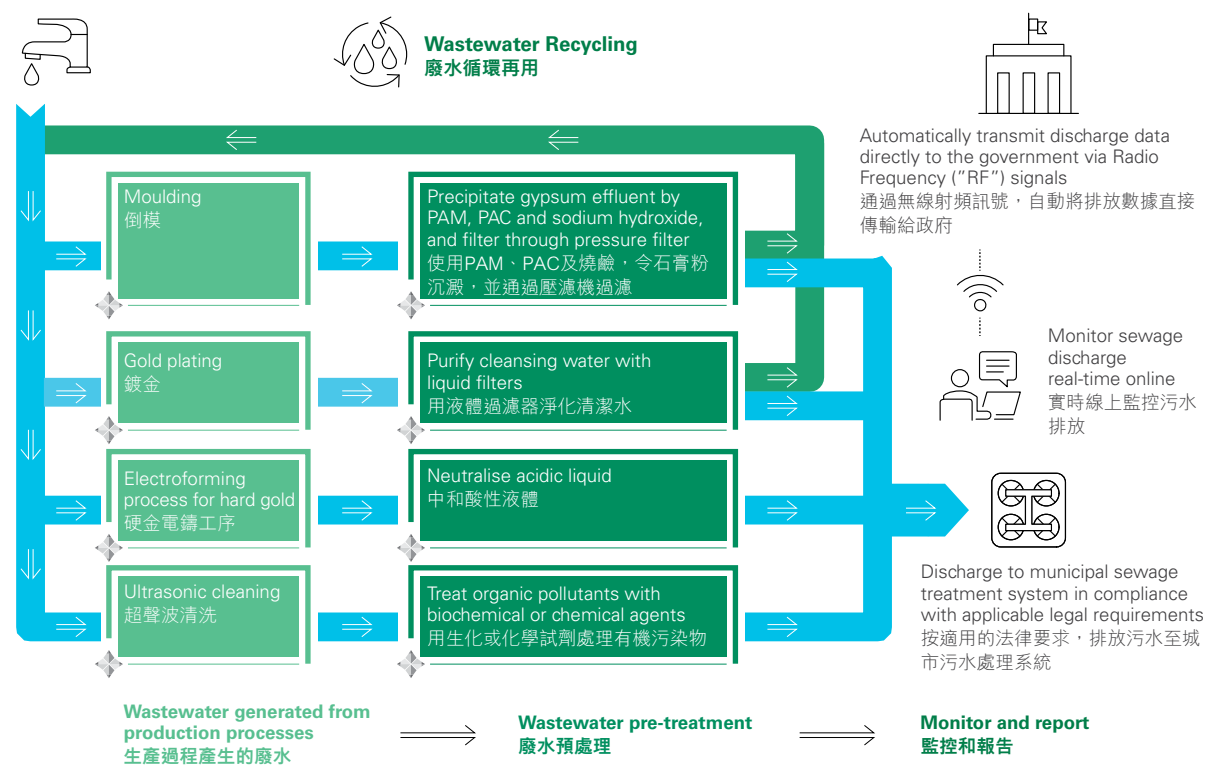 Wastewater Recycling
廢水循環再用
Automatically transmit discharge data
directly to the government via Radio
Frequency ("RF") signals
通過無線射頻訊號，自動將排放數據直接
傳輸給政府
Moulding
倒模
Precipitate gypsum effluent by
PAM, PAC and sodium hydroxide,
and filter through pressure filter
使用PAM、PAC及燒鹼，令石膏粉
沉澱，並通過壓濾機過濾
Gold plating
鍍金
Purify cleansing water with
liquid filters
用液體過濾器淨化清潔水
Monitor sewage
discharge
real-time online
實時線上監控污水
排放
Electroforming
process for hard gold
硬金電鑄工序
Neutralise acidic liquid
中和酸性液體
Ultrasonic cleaning
超聲波清洗
Treat organic pollutants with
biochemical or chemical agents
用生化或化學試劑處理有機污染物
Discharge to municipal sewage
treatment system in compliance
with applicable legal requirements
按適用的法律要求，排放污水至城
市污水處理系統
Wastewater generated from
production processes
生產過程產生的廢水
Wastewater pre-treatment
廢水預處理
Monitor and report
監控和報告